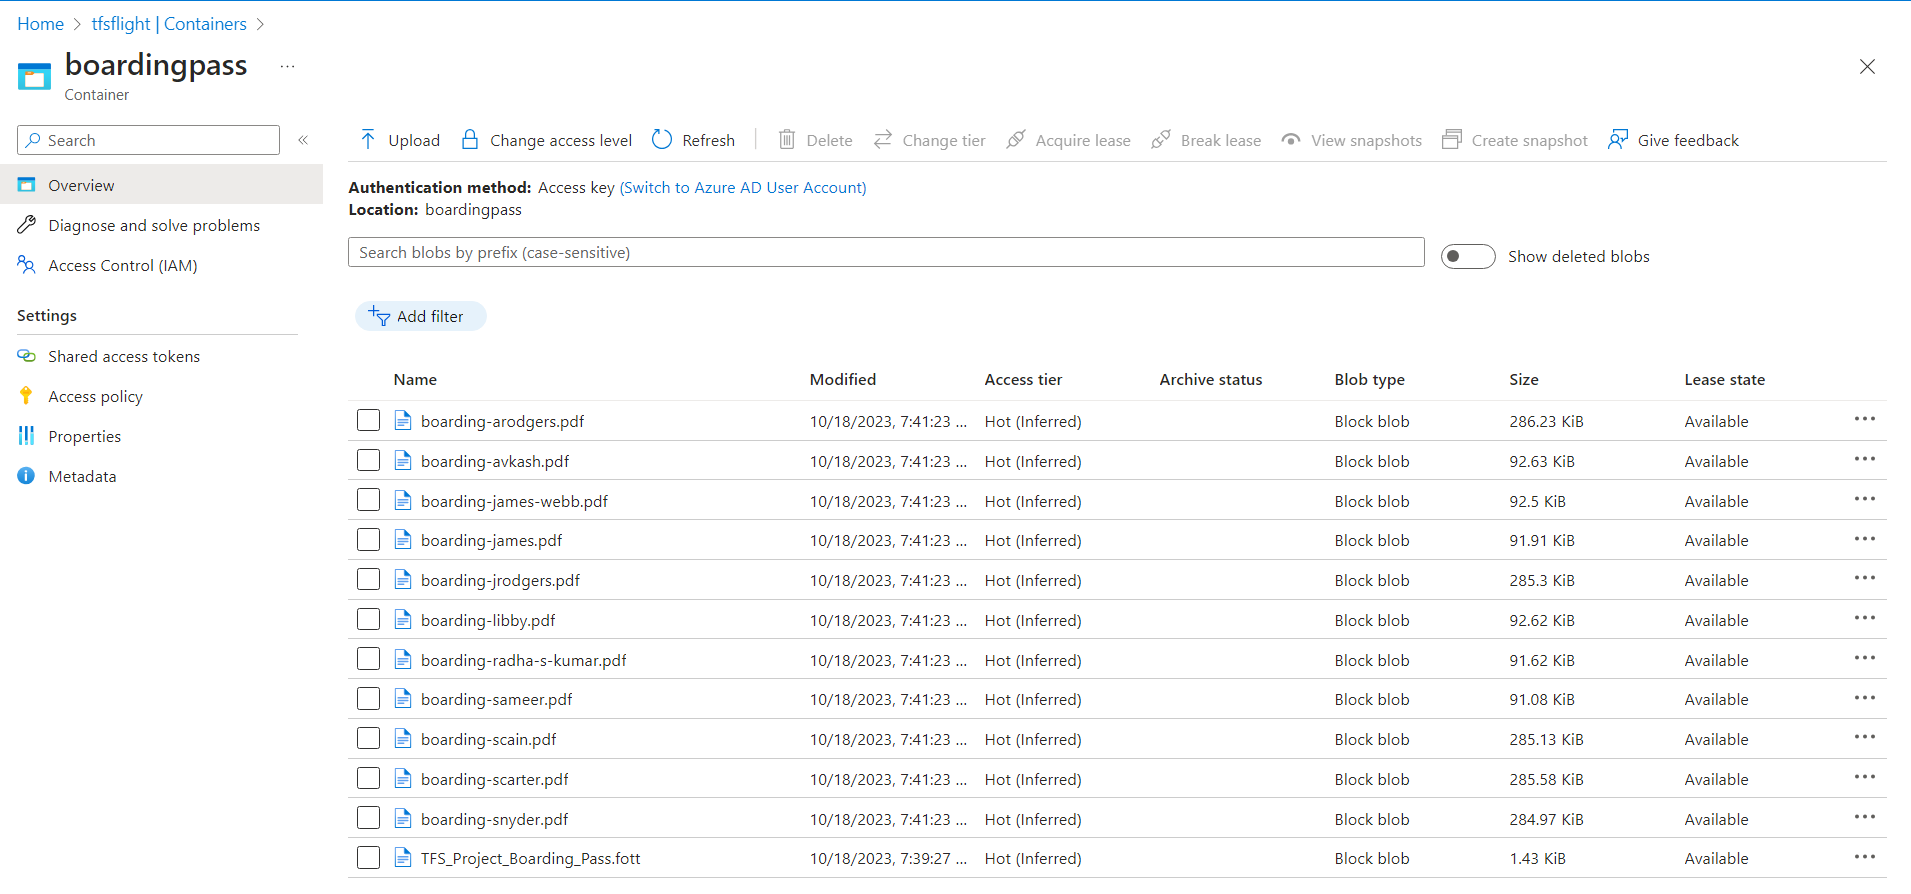 Home > tfsflight | Containers >
boardingpass ...
Container
Search «
Upload Change access level Refresh Delete Change tier Acquire lease Break lease View snapshots Create snapshot Give feedback
Overview
Diagnose and solve problems
Access Control (IAM)
Settings
Shared access tokens
Access policy
Properties
Metadata
Authentication method: Access key (Switch to Azure AD User Account)
Location: boardingpass
Search blobs by prefix (case-sensitive) Show deleted blobs
Add filter
Name Modified Access tier Archive status Blob type Size Lease state
boarding-arodgers.pdf 10/18/2023, 7:41:23 ... Hot (Inferred) Block blob 286.23 KiB Available ...
boarding-avkash.pdf 10/18/2023, 7:41:23 ... Hot (Inferred) Block blob 92.63 KiB Available ...
boarding-james-webb.pdf 10/18/2023, 7:41:23 ... Hot (Inferred) Block blob 92.5 KiB Available ...
boarding-james.pdf 10/18/2023, 7:41:23 ... Hot (Inferred) Block blob 91.91 KiB Available ...
boarding-jrodgers.pdf 10/18/2023, 7:41:23 ... Hot (Inferred) Block blob 285.3 KiB Available ...
boarding-libby.pdf 10/18/2023, 7:41:23 ... Hot (Inferred) Block blob 92.62 KiB Available ...
boarding-radha-s-kumar.pdf 10/18/2023, 7:41:23 ... Hot (Inferred) Block blob 91.62 KiB Available ...
boarding-sameer.pdf 10/18/2023, 7:41:23 ... Hot (Inferred) Block blob 91.08 KiB Available ...
boarding-scain.pdf 10/18/2023, 7:41:23 ... Hot (Inferred) Block blob 285.13 KiB Available ...
boarding-scarter.pdf 10/18/2023, 7:41:23 ... Hot (Inferred) Block blob 285.58 KiB Available ...
boarding-snyder.pdf 10/18/2023, 7:41:23 ... Hot (Inferred) Block blob 284.97 KiB Available ...
TFS_Project_Boarding_Pass.fott 10/18/2023, 7:39:27 ... Hot (Inferred) Block blob 1.43 KiB Available ...